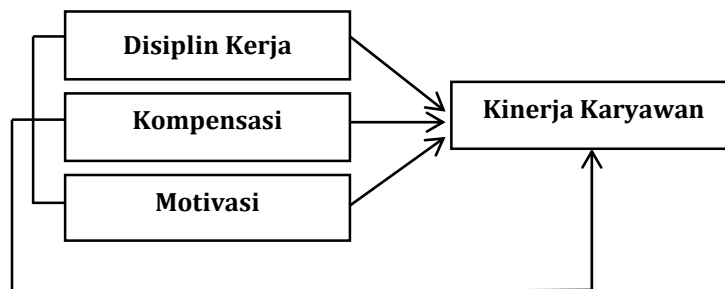 Disiplin Kerja
Kompensasi
Kinerja Karyawan
Motivasi